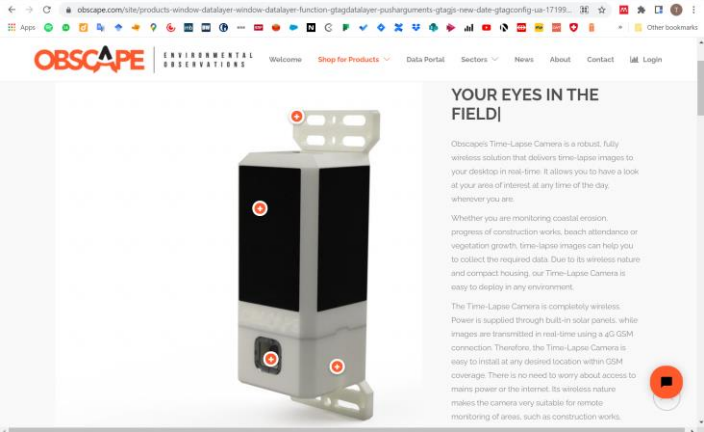 obscape.com/site/products-window-datalayer-window-datalayer-function-gtagdatalayer-pusharguments-gtagjs-new-date-gtagconfig-ua-17199...
Apps
Other bookmarks
OBSCAPE
ENVIRONMENTAL
OBSERVATIONS
Welcome
Shop for Products
Data Portal
Sectors
News
About
Contact
Login
YOUR EYES IN THE
FIELD|
Obscape's Time-Lapse Camera is a robust, fully
wireless solution that delivers time-lapse images to
your desktop in real-time. It allows you to have a look
at your area of interest at any time of the day,
wherever you are.
Whether you are monitoring coastal erosion,
progress of construction works, beach attendance or
vegetation growth, time-lapse images can help you
to collect the required data. Due to its wireless nature
and compact housing, our Time-Lapse Camera is
easy to deploy in any environment.
The Time-Lapse Camera is completely wireless.
Power is supplied through built-in solar panels, while
images are transmitted in real-time using a 4G GSM
connection. Therefore, the Time-Lapse Camera is
easy to install at any desired location within GSM
coverage. There is no need to worry about access to
mains power or the internet. Its wireless nature
makes the camera very suitable for remote
monitoring of areas, such as construction works,